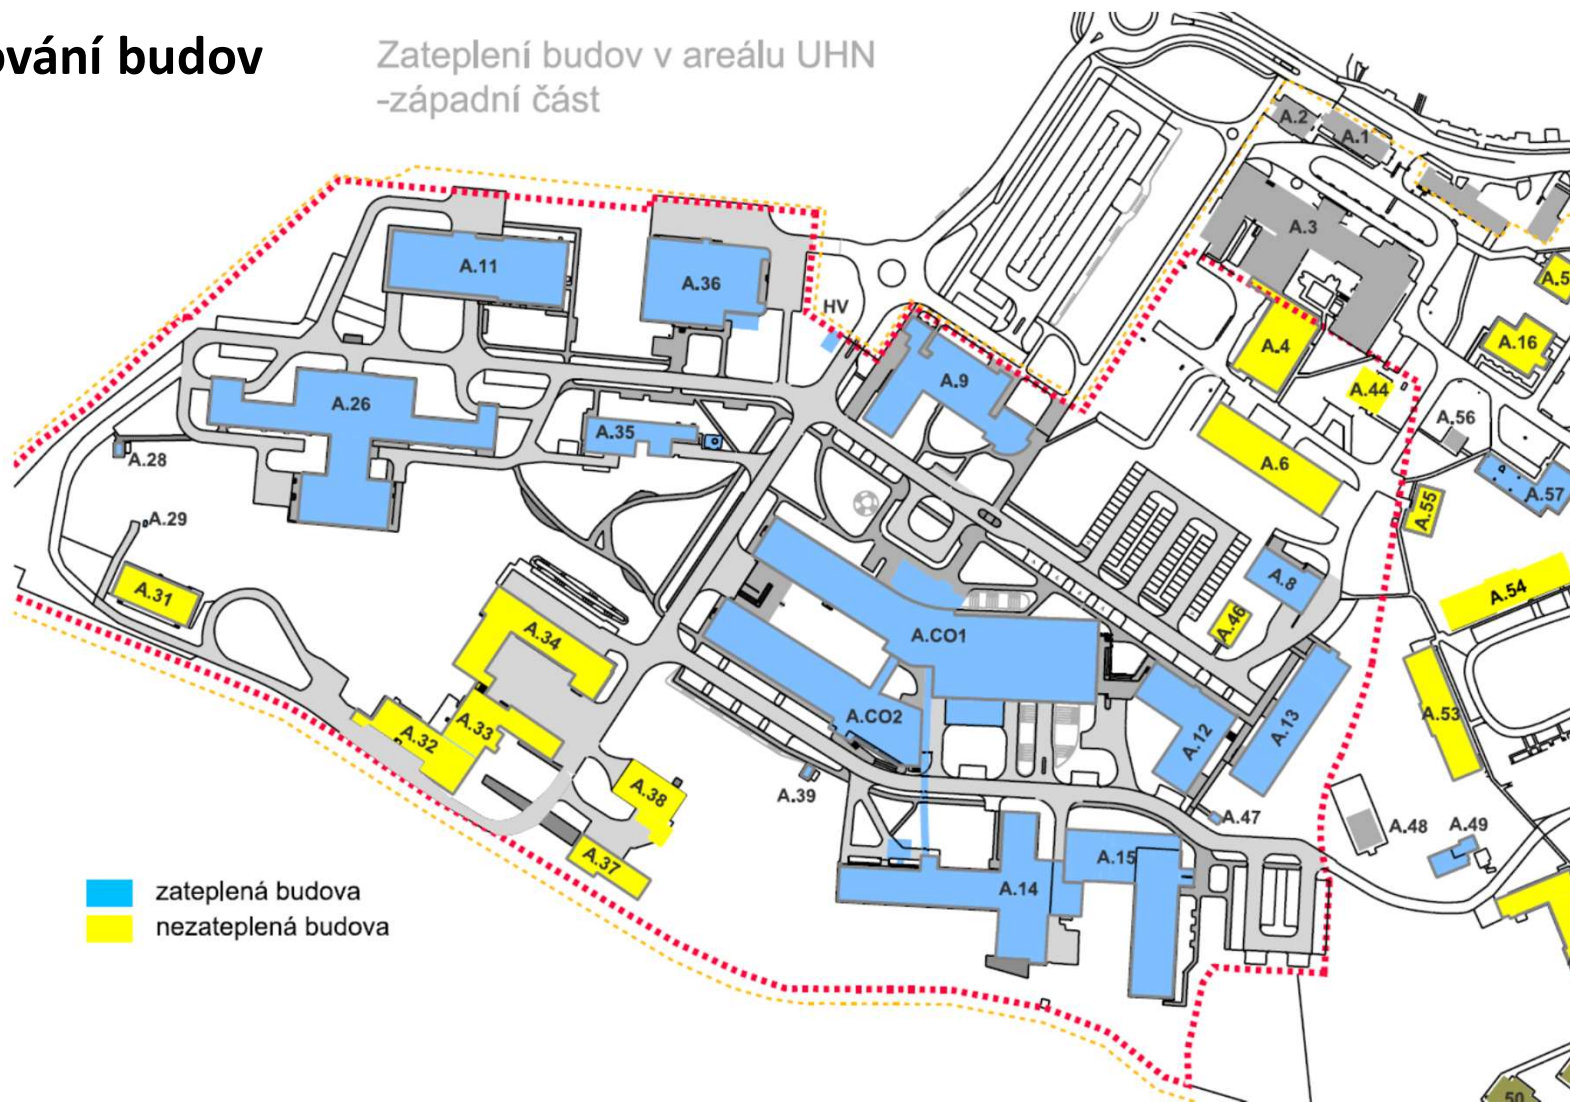 ování budov
Zateplení budov v areálu UHN
-západní část
A.2
A.1
A.3
A.11
A.36
HV
A.5
A.16
A.4
A.44
A.9
A.26
A.56
A.35
A.6
A.28
A.57
A.55
A.29
A.8
A.31
A.54
A.46
A.34
A.CO1
A.CO2
A.33
A.32
A.12
A.13
A.53
A.38
A.39
A.47
A.48
A.49
A.37
A.15
A.14
zateplená budova
nezateplená budova
50